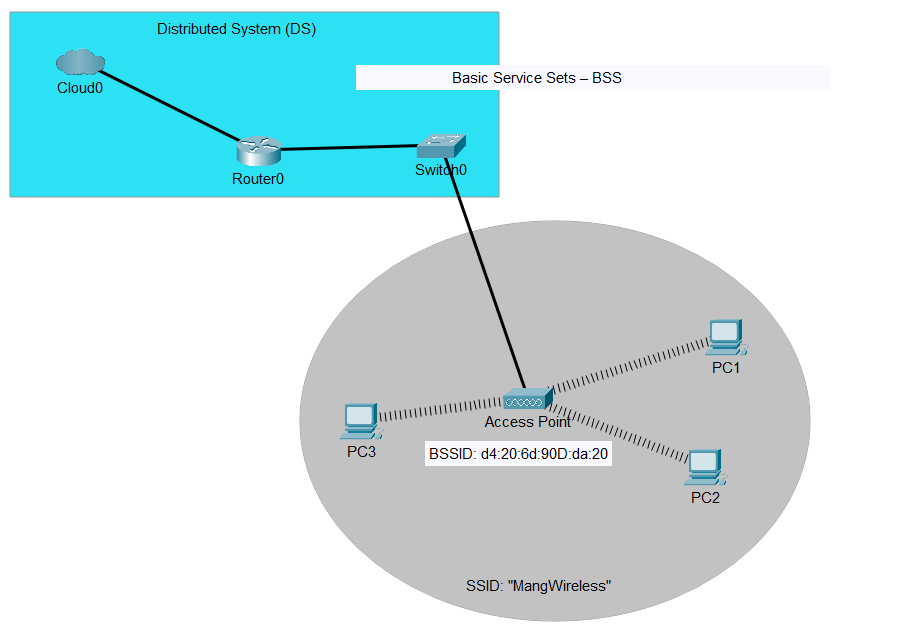 Distributed System (DS)
Cloud0
Basic Service Sets – BSS
Router0
Switch0
PC1
Access Point
PC3
BSSID: d4:20:6d:90D:da:20
PC2
SSID: "MangWireless"